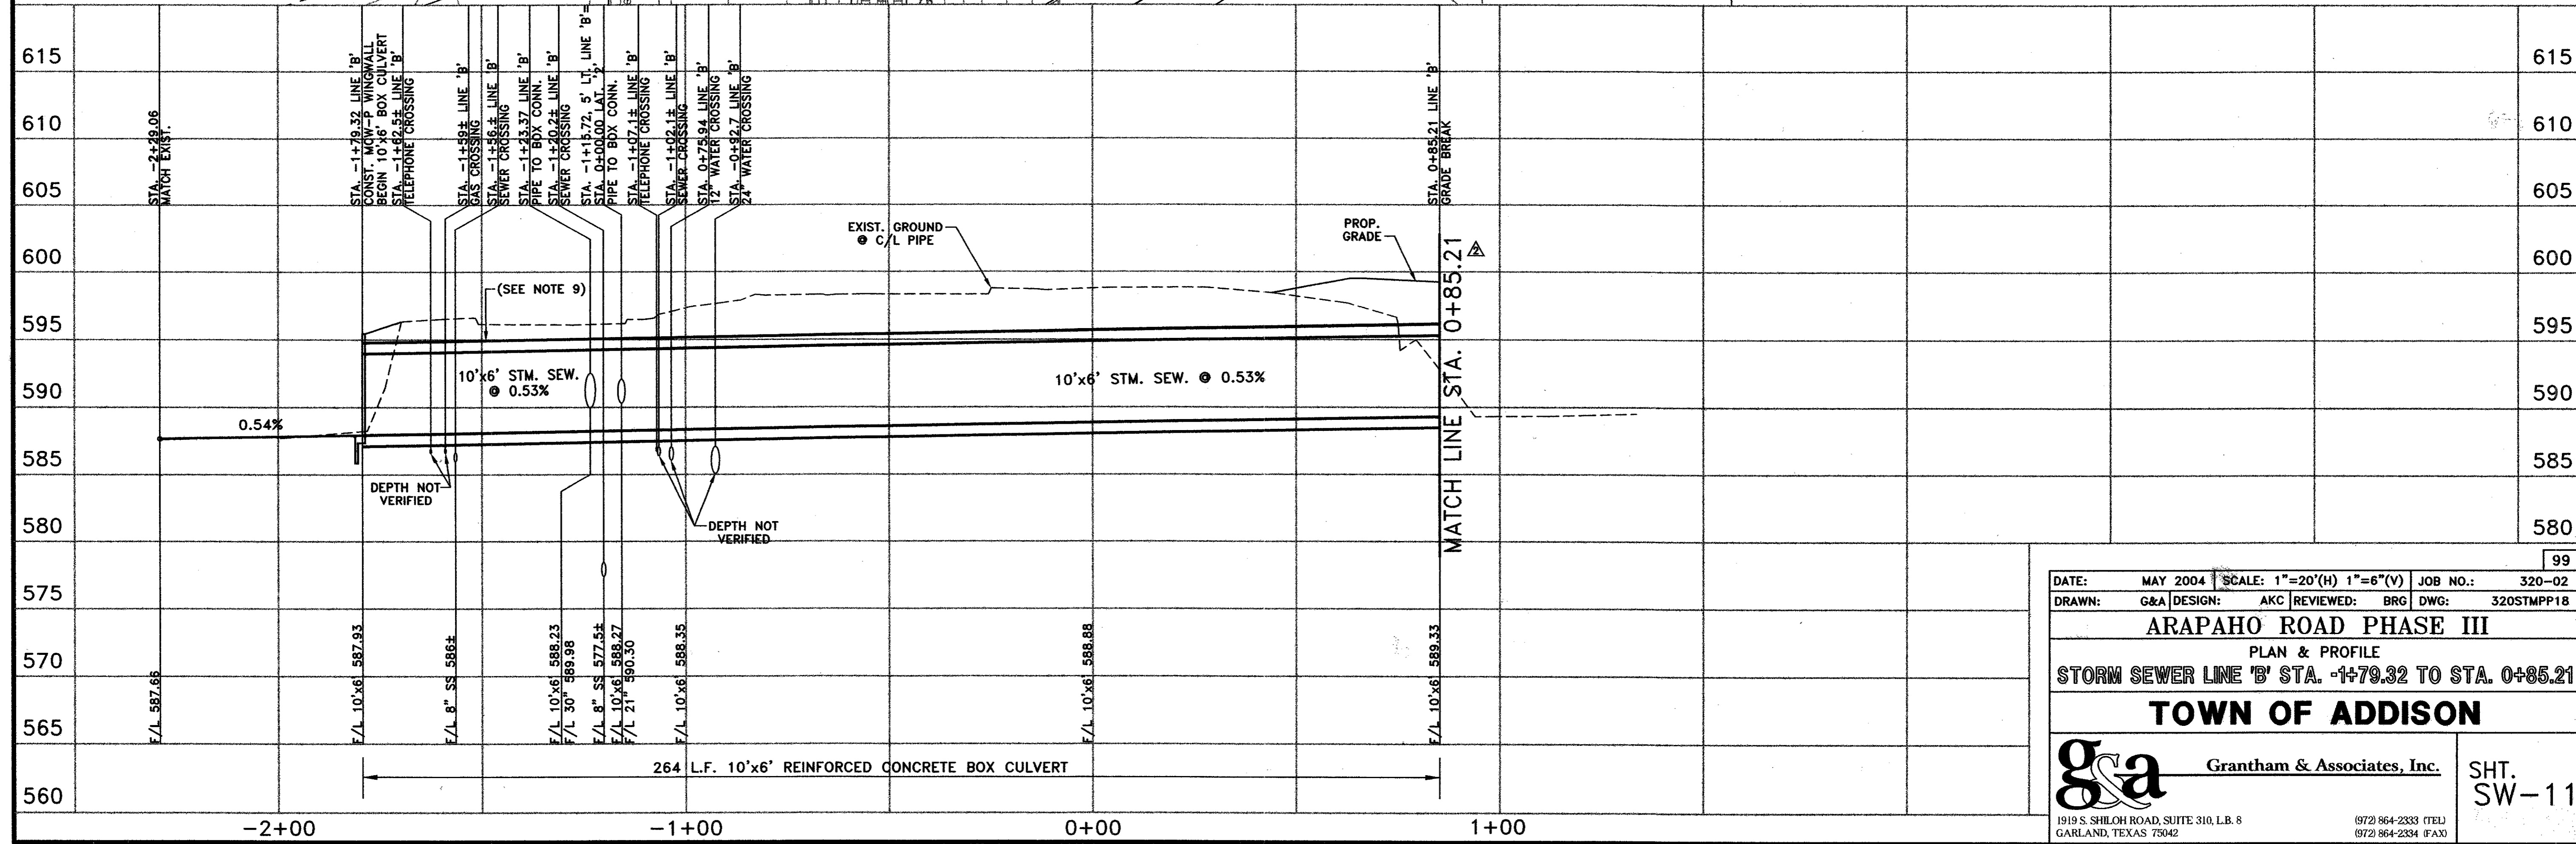 615
610
605
600
595
590
585
580
575
570
565
560
STA. -2+29.06
MATCH EXIST.
STA. -1+79.32 LINE 'B'
CONST. MOW-P WINGWALL
BEGIN 10'x6' BOX CULVERT
STA. -1+62.5± LINE 'B'
TELEPHONE CROSSING
STA. -1+59± LINE 'B'
GAS CROSSING
STA. -1+56.± LINE 'B'
SEWER CROSSING
STA. -1+23.37 LINE 'B'
PIPE TO BOX CONN.
STA. -1+20.2± LINE 'B'
SEWER CROSSING
STA. -1+15.72, 5' LT. LINE 'B'=
STA. 0+00.00 LAT. '2'
PIPE TO BOX CONN.
STA. -1+07.1± LINE 'B'
TELEPHONE CROSSING
STA. -1+02.1± LINE 'B'
SEWER CROSSING
STA. 0+75.94 LINE 'B'
12" WATER CROSSING
STA. -0+92.7 LINE 'B'
24" WATER CROSSING
STA. 0+85.21 LINE 'B'
GRADE BREAK
615
610
605
600
595
590
585
580
EXIST. GROUND
@ C/L PIPE
PROP.
GRADE
(SEE NOTE 9)
MATCH LINE STA. 0+85.21
2
10'x6' STM. SEW.
@ 0.53%
10'x6' STM. SEW. @ 0.53%
0.54%
DEPTH NOT
VERIFIED
DEPTH NOT
VERIFIED
F/L 587.66
F/L 10'x6' 587.93
F/L 8" SS 586±
F/L 10'x6' 588.23
F/L 30" 589.98
F/L 8" SS 577.5±
F/L 10'x6' 588.27
F/L 21" 590.30
F/L 10'x6' 588.35
F/L 10'x6' 588.88
F/L 10'x6' 589.33
264 L.F. 10'x6' REINFORCED CONCRETE BOX CULVERT
-2+00
-1+00
0+00
1+00
99
DATE: MAY 2004 SCALE: 1"=20'(H) 1"=6"(V) JOB NO.: 320-02
DRAWN: G&A DESIGN: AKC REVIEWED: BRG DWG: 320STMPP18
ARAPAHO ROAD PHASE III
PLAN & PROFILE
STORM SEWER LINE 'B' STA. -1+79.32 TO STA. 0+85.21
TOWN OF ADDISON
g&a
Grantham & Associates, Inc.
1919 S. SHILOH ROAD, SUITE 310, L.B. 8
GARLAND, TEXAS 75042
(972) 864-2333 (TEL)
(972) 864-2334 (FAX)
SHT.
SW-11